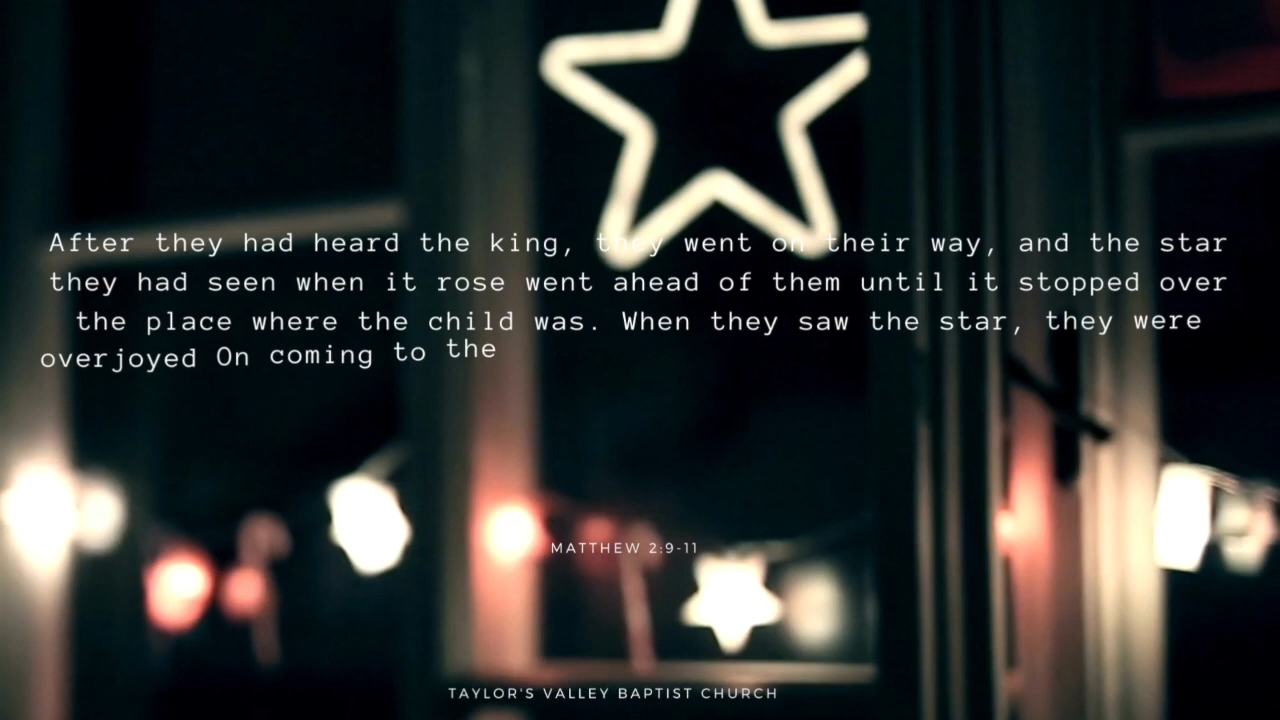 After they had heard the king, they went on their way, and the star
they had seen when it rose went ahead of them until it stopped over
the place where the child was. When they saw the star, they were
overjoyed On coming to the
MATTHEW 2:9-11
TAYLOR'S VALLEY BAPTIST CHURCH